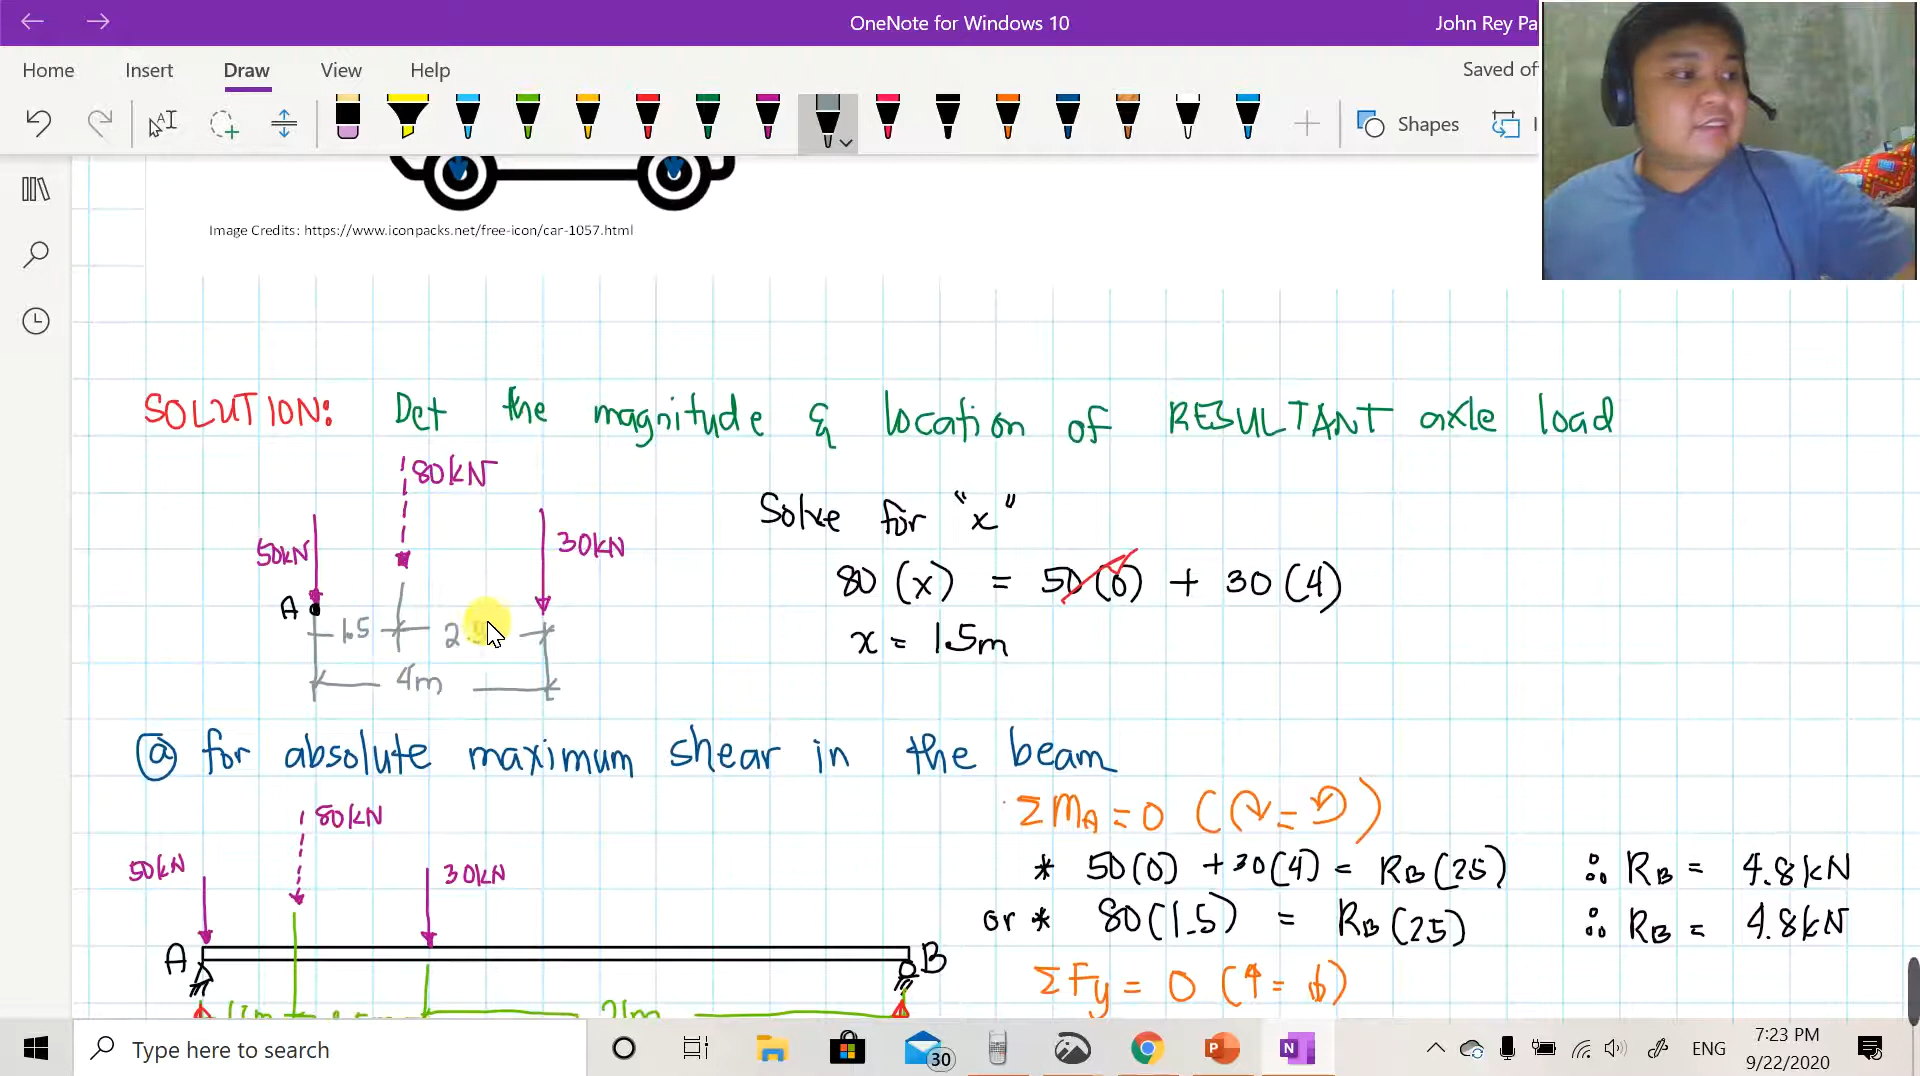 OneNote for Windows 10
John Rey Pa
Home Insert Draw View Help
Saved of
Shapes
Image Credits: https://www.iconpacks.net/free-icon/car-1057.html
SOLUTION: Det the magnitude & location of RESULTANT axle load
80kN
50kN
30kN
A
1.5
4m
Solve for "x"
80 (x) = 50(0) + 30(4)
x = 1.5m
ⓐ for absolute maximum shear in the beam
80kN
50kN
30kN
A
B
21m
ΣMA = 0 (↻ = ↺)
* 50(0) + 30(4) = RB(25) ∴ RB = 4.8kN
or * 80(1.5) = RB(25) ∴ RB = 4.8kN
ΣFy = 0 (↑ = ↓)
Type here to search
30
ENG
7:23 PM
9/22/2020